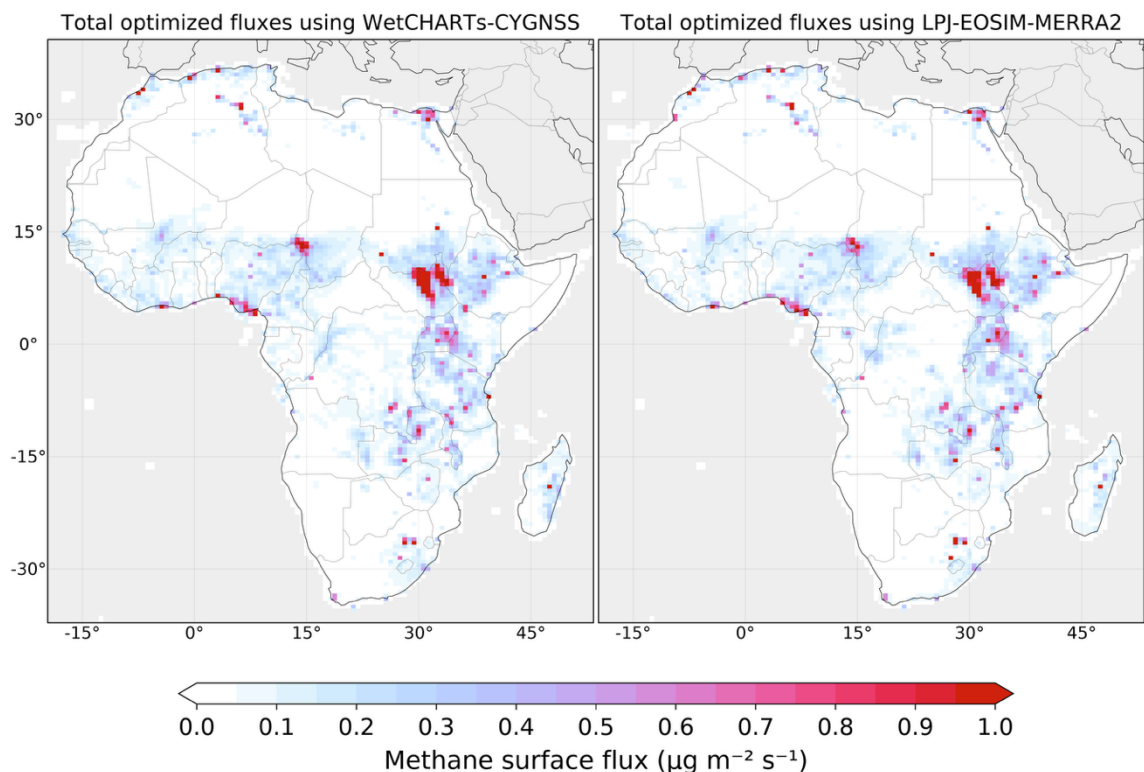 Total optimized fluxes using WetCHARTs-CYGNSS
Total optimized fluxes using LPJ-EOSIM-MERRA2
30°
15°
0°
-15°
-30°
-15° 0° 15° 30° 45°
-15° 0° 15° 30° 45°
0.0 0.1 0.2 0.3 0.4 0.5 0.6 0.7 0.8 0.9 1.0
Methane surface flux (µg m⁻² s⁻¹)